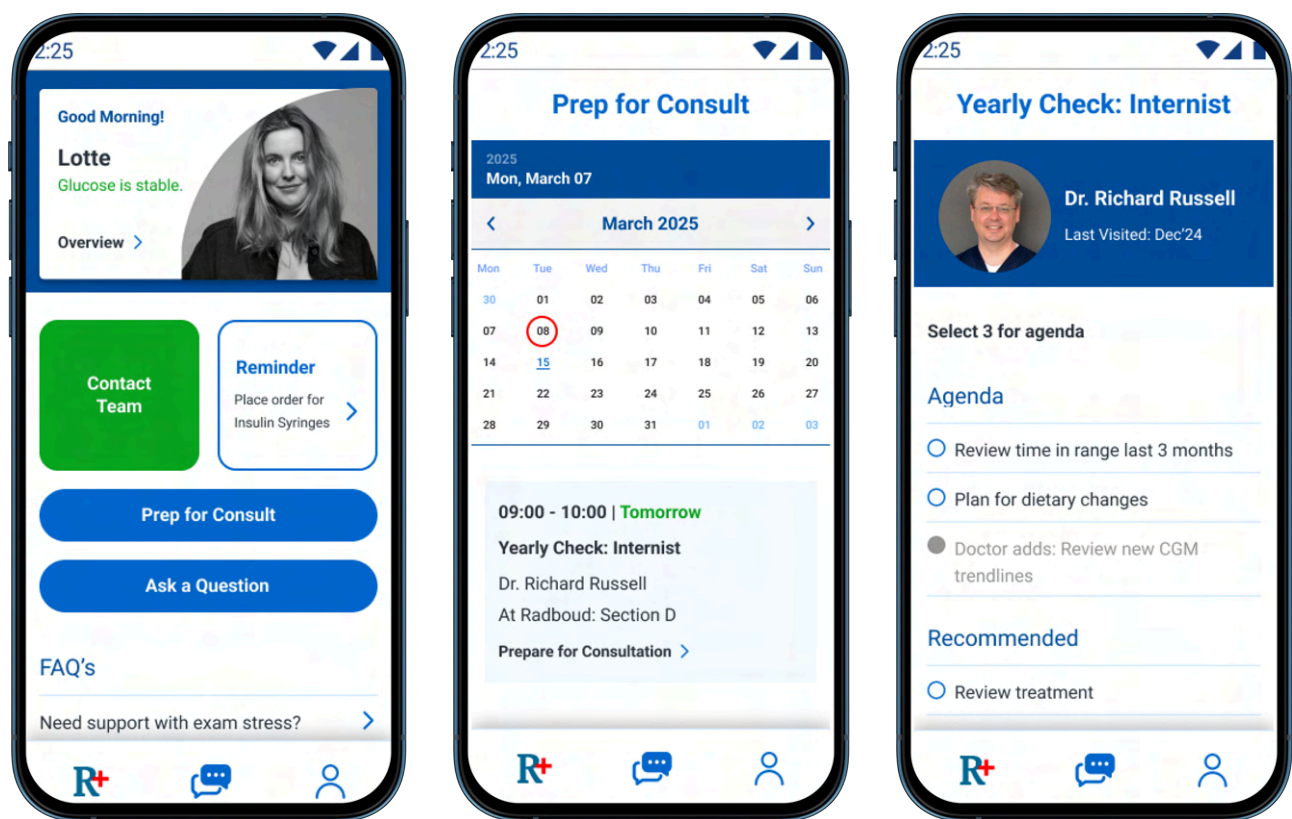 2:25
Good Morning!
Lotte
Glucose is stable.
Overview >
Contact
Team
Reminder
Place order for
Insulin Syringes
Prep for Consult
Ask a Question
FAQ's
Need support with exam stress?
R+
2:25
Prep for Consult
2025
Mon, March 07
March 2025
Mon Tue Wed Thu Fri Sat Sun
30 01 02 03 04 05 06
07 08 09 10 11 12 13
14 15 16 17 18 19 20
21 22 23 24 25 26 27
28 29 30 31 01 02 03
09:00 - 10:00 | Tomorrow
Yearly Check: Internist
Dr. Richard Russell
At Radboud: Section D
Prepare for Consultation >
R+
2:25
Yearly Check: Internist
Dr. Richard Russell
Last Visited: Dec'24
Select 3 for agenda
Agenda
Review time in range last 3 months
Plan for dietary changes
Doctor adds: Review new CGM
trendlines
Recommended
Review treatment
R+